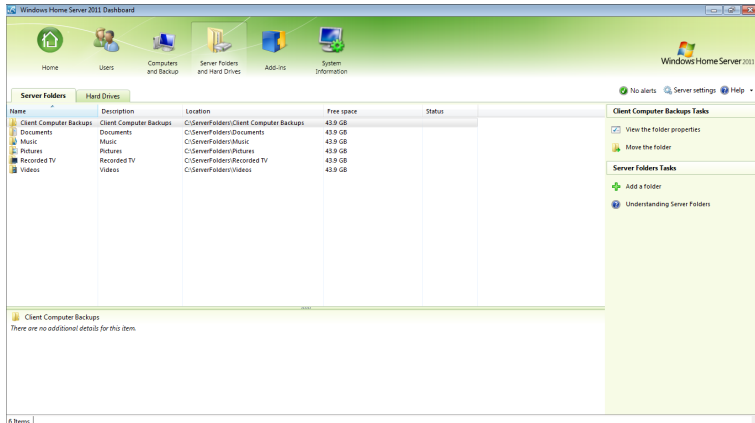 Windows Home Server 2011 Dashboard
Home
Users
Computers and Backup
Server Folders and Hard Drives
Add-ins
System Information
Windows Home Server 2011
Server Folders
Hard Drives
No alerts
Server settings
Help
Name Description Location Free space Status
Client Computer Backups Client Computer Backups C:\ServerFolders\Client Computer Backups 43.9 GB
Documents Documents C:\ServerFolders\Documents 43.9 GB
Music Music C:\ServerFolders\Music 43.9 GB
Pictures Pictures C:\ServerFolders\Pictures 43.9 GB
Recorded TV Recorded TV C:\ServerFolders\Recorded TV 43.9 GB
Videos Videos C:\ServerFolders\Videos 43.9 GB
Client Computer Backups Tasks
View the folder properties
Move the folder
Server Folders Tasks
Add a folder
Understanding Server Folders
Client Computer Backups
There are no additional details for this item.
6 Items